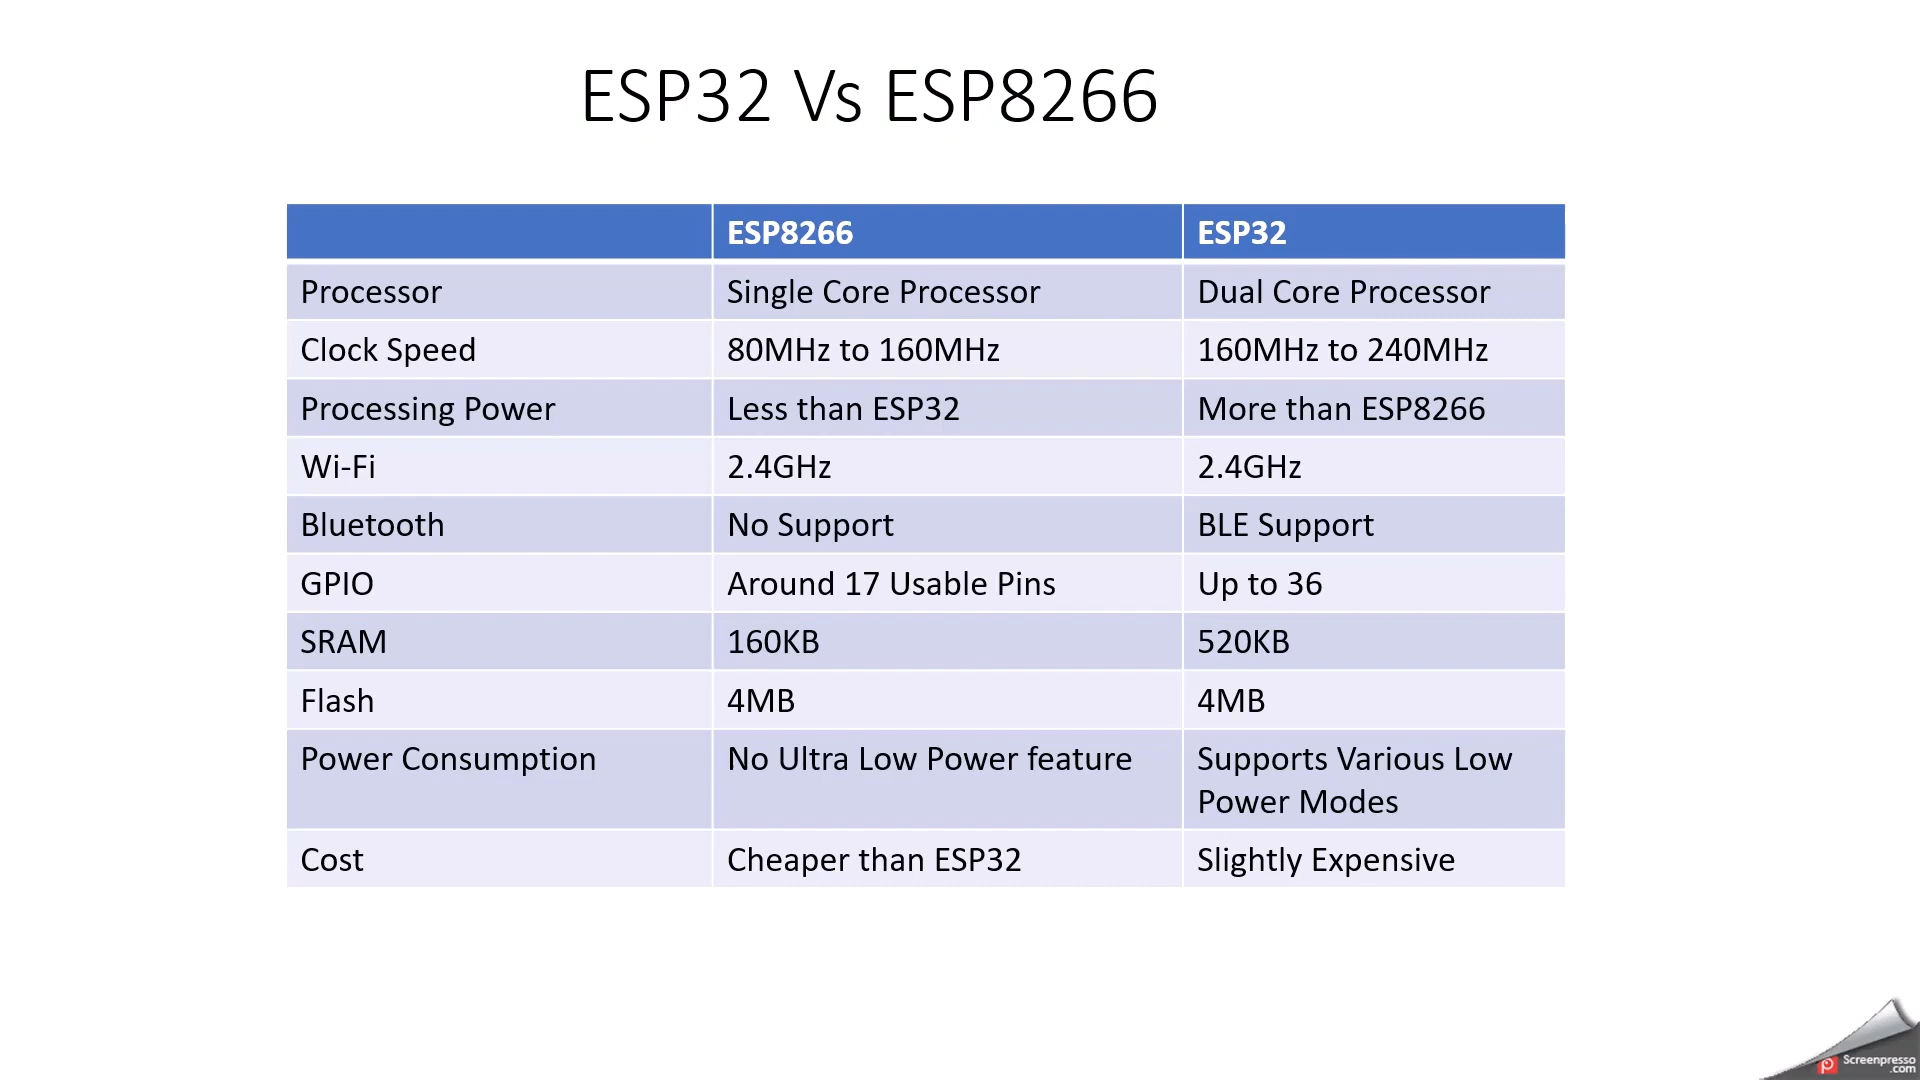 ESP32 Vs ESP8266
ESP8266 ESP32
Processor Single Core Processor Dual Core Processor
Clock Speed 80MHz to 160MHz 160MHz to 240MHz
Processing Power Less than ESP32 More than ESP8266
Wi-Fi 2.4GHz 2.4GHz
Bluetooth No Support BLE Support
GPIO Around 17 Usable Pins Up to 36
SRAM 160KB 520KB
Flash 4MB 4MB
Power Consumption No Ultra Low Power feature Supports Various Low
Power Modes
Cost Cheaper than ESP32 Slightly Expensive
Screenpresso
.com